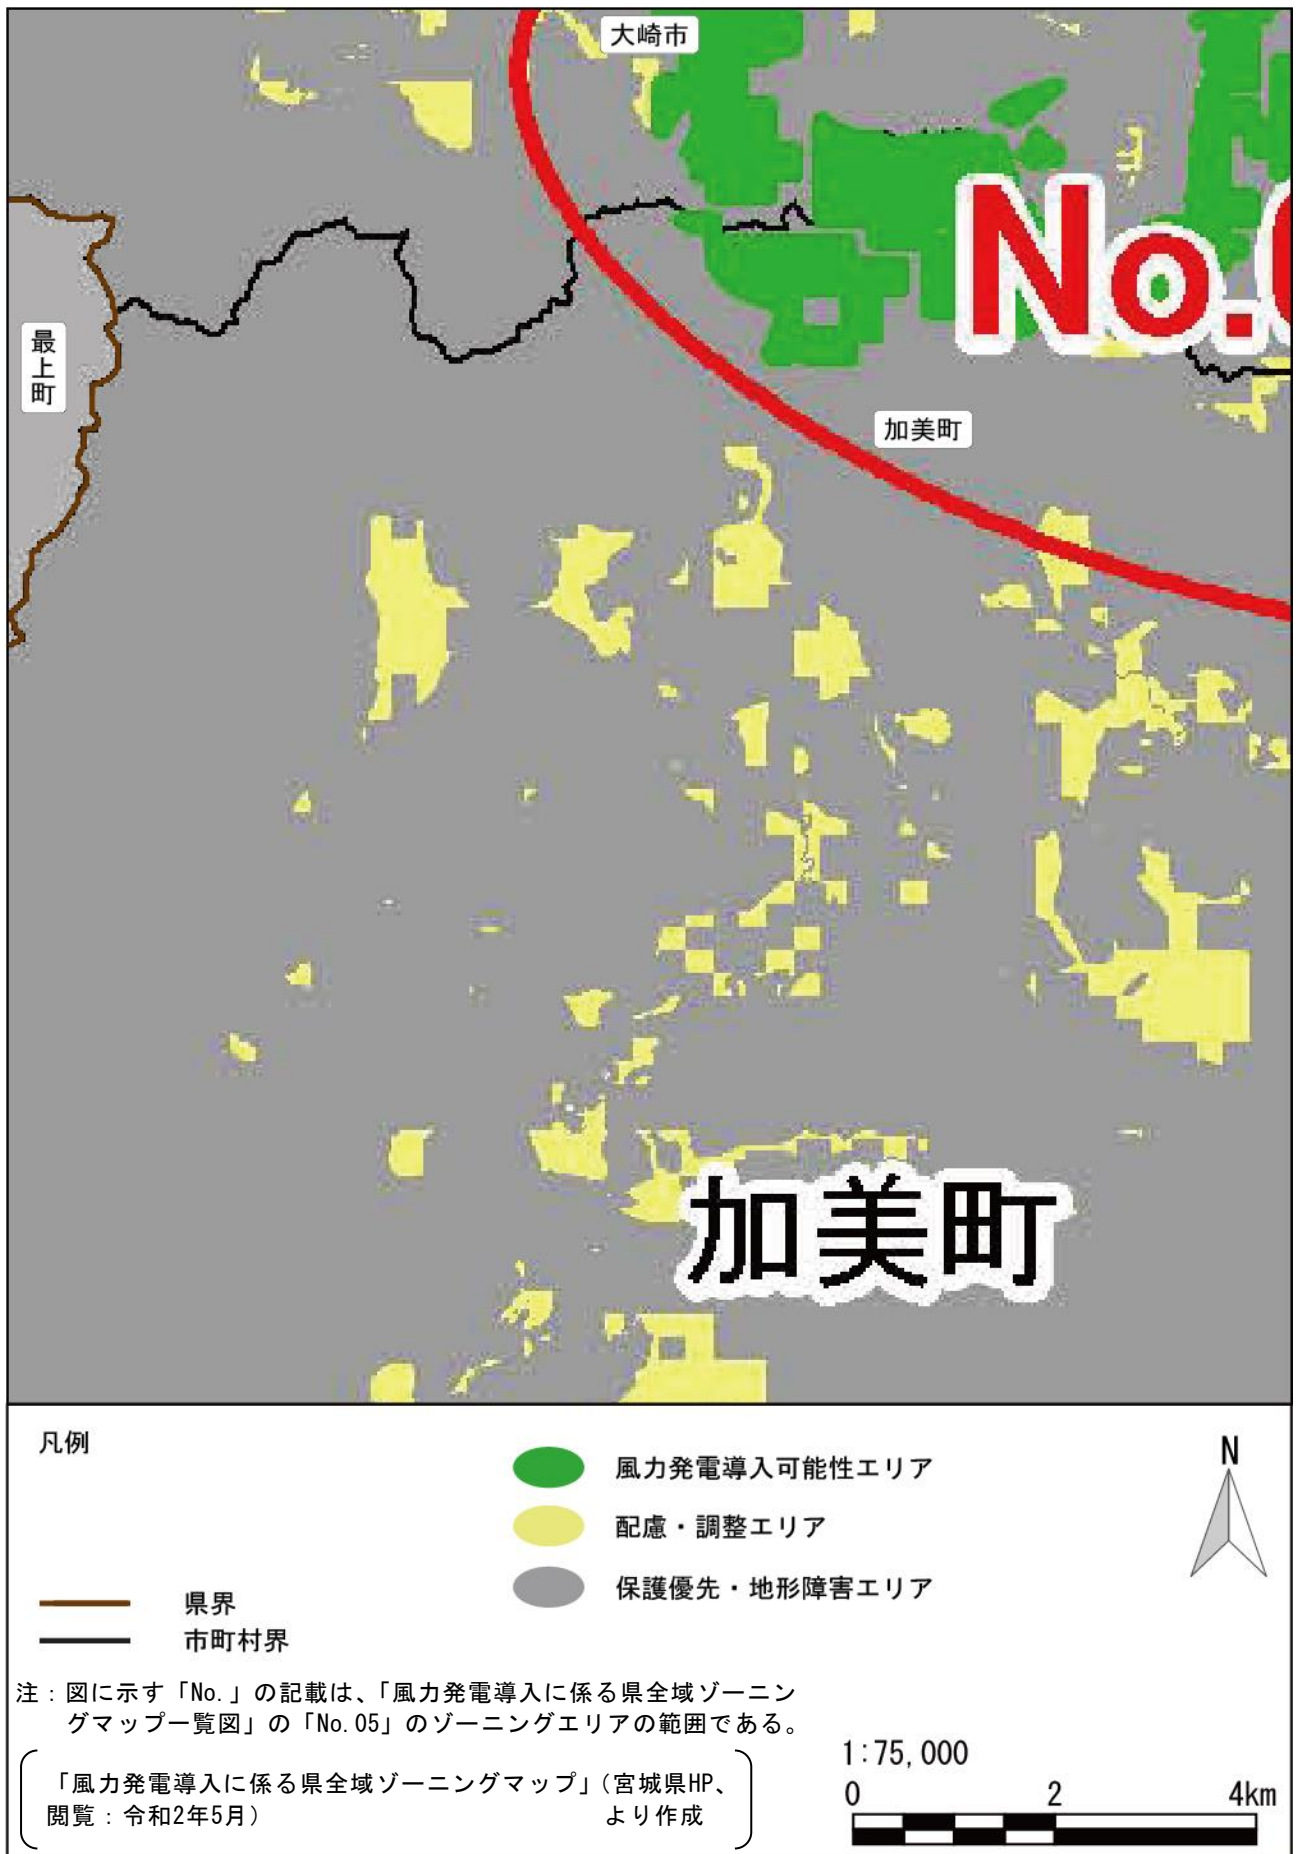 大崎市
No.
最上町
加美町
加美町
凡例
風力発電導入可能性エリア
配慮・調整エリア
保護優先・地形障害エリア
県界
市町村界
N
注：図に示す「No.」の記載は、「風力発電導入に係る県全域ゾーニン
グマップ一覧図」の「No.05」のゾーニングエリアの範囲である。
「風力発電導入に係る県全域ゾーニングマップ」（宮城県HP、
閲覧：令和2年5月） より作成
1:75,000
0 2 4km